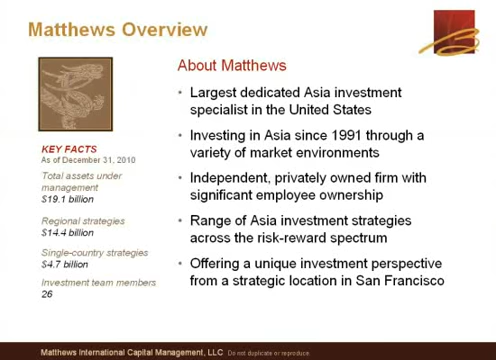 Matthews Overview
About Matthews
• Largest dedicated Asia investment
specialist in the United States
• Investing in Asia since 1991 through a
variety of market environments
• Independent, privately owned firm with
significant employee ownership
• Range of Asia investment strategies
across the risk-reward spectrum
• Offering a unique investment perspective
from a strategic location in San Francisco
KEY FACTS
As of December 31, 2010
Total assets under
management
$19.1 billion
Regional strategies
$14.4 billion
Single-country strategies
$4.7 billion
Investment team members
26
Matthews International Capital Management, LLC Do not duplicate or reproduce